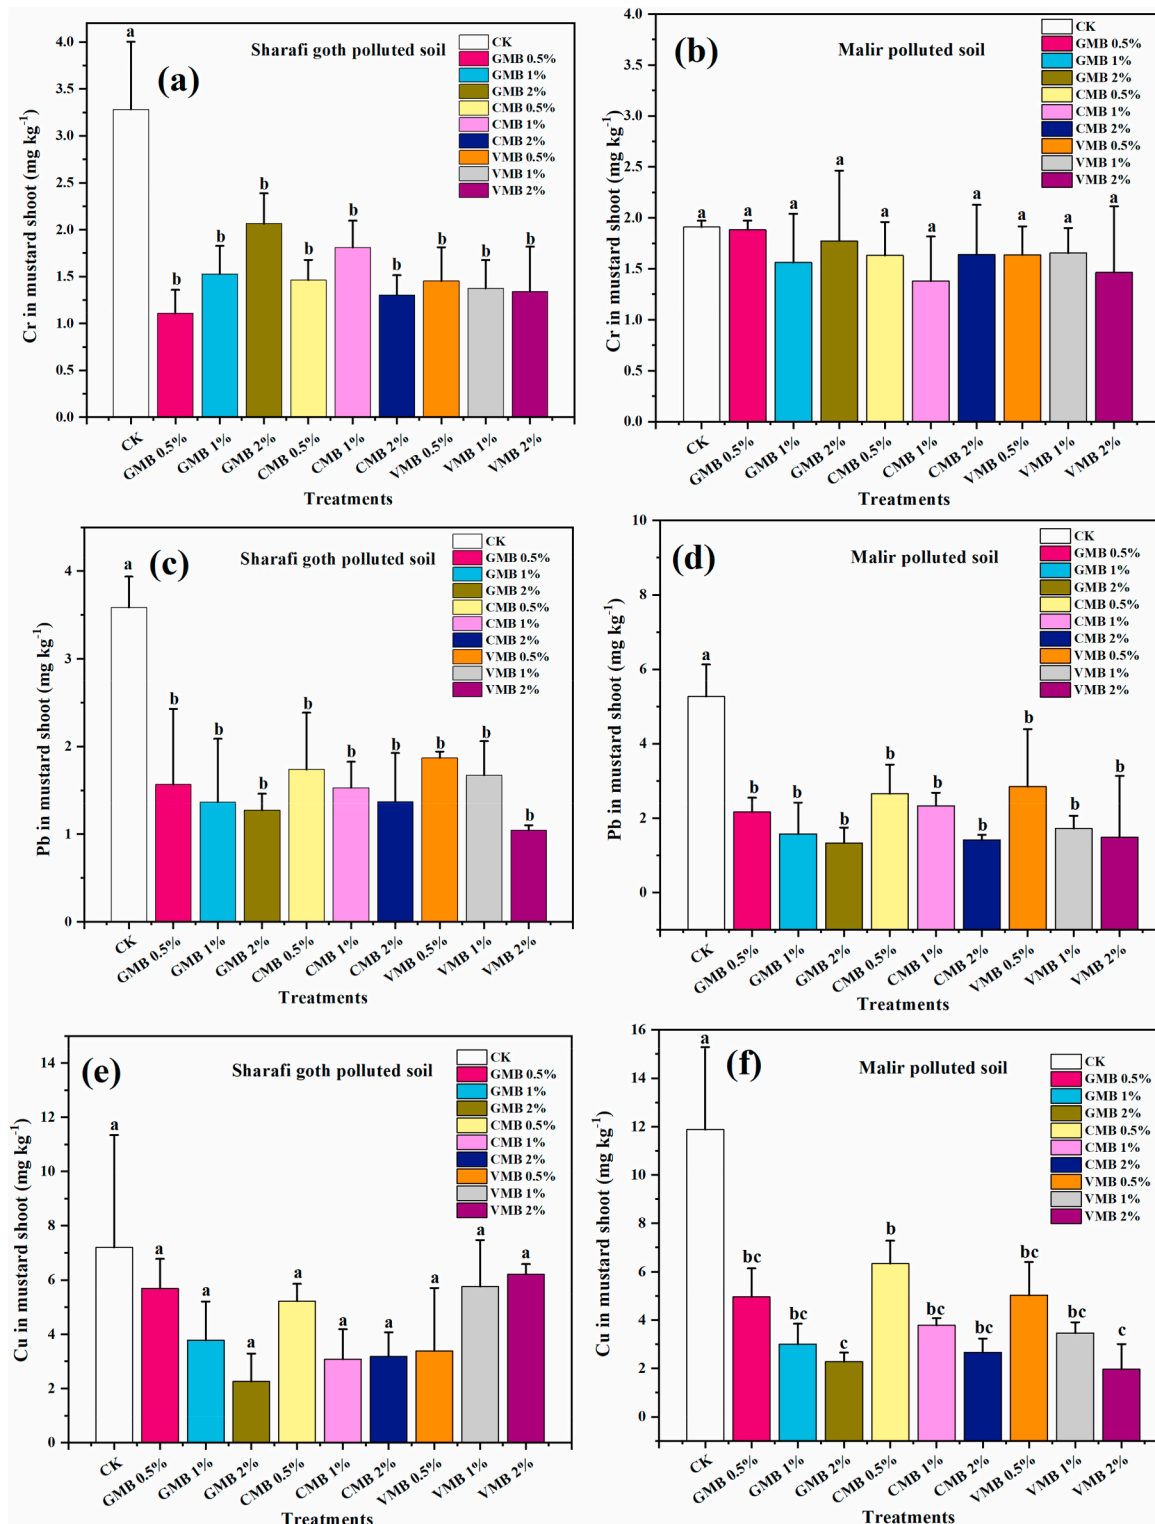 (a)
Sharafi goth polluted soil
CK
GMB 0.5%
GMB 1%
GMB 2%
CMB 0.5%
CMB 1%
CMB 2%
VMB 0.5%
VMB 1%
VMB 2%
Cr in mustard shoot (mg kg⁻¹)
4.0
3.5
3.0
2.5
2.0
1.5
1.0
0.5
0.0
a b b b b b b b b b
CK GMB 0.5% GMB 1% GMB 2% CMB 0.5% CMB 1% CMB 2% VMB 0.5% VMB 1% VMB 2%
Treatments
(b)
Malir polluted soil
CK
GMB 0.5%
GMB 1%
GMB 2%
CMB 0.5%
CMB 1%
CMB 2%
VMB 0.5%
VMB 1%
VMB 2%
Cr in mustard shoot (mg kg⁻¹)
4.0
3.5
3.0
2.5
2.0
1.5
1.0
0.5
0.0
a a a a a a a a a a
CK GMB 0.5% GMB 1% GMB 2% CMB 0.5% CMB 1% CMB 2% VMB 0.5% VMB 1% VMB 2%
Treatments
(c)
Sharafi goth polluted soil
CK
GMB 0.5%
GMB 1%
GMB 2%
CMB 0.5%
CMB 1%
CMB 2%
VMB 0.5%
VMB 1%
VMB 2%
Pb in mustard shoot (mg kg⁻¹)
4
3
2
1
0
a b b b b b b b b b
CK GMB 0.5% GMB 1% GMB 2% CMB 0.5% CMB 1% CMB 2% VMB 0.5% VMB 1% VMB 2%
Treatments
(d)
Malir polluted soil
CK
GMB 0.5%
GMB 1%
GMB 2%
CMB 0.5%
CMB 1%
CMB 2%
VMB 0.5%
VMB 1%
VMB 2%
Pb in mustard shoot (mg kg⁻¹)
10
8
6
4
2
0
a b b b b b b b b b
CK GMB 0.5% GMB 1% GMB 2% CMB 0.5% CMB 1% CMB 2% VMB 0.5% VMB 1% VMB 2%
Treatments
(e)
Sharafi goth polluted soil
CK
GMB 0.5%
GMB 1%
GMB 2%
CMB 0.5%
CMB 1%
CMB 2%
VMB 0.5%
VMB 1%
VMB 2%
Cu in mustard shoot (mg kg⁻¹)
14
12
10
8
6
4
2
0
a a a a a a a a a a
CK GMB 0.5% GMB 1% GMB 2% CMB 0.5% CMB 1% CMB 2% VMB 0.5% VMB 1% VMB 2%
Treatments
(f)
Malir polluted soil
CK
GMB 0.5%
GMB 1%
GMB 2%
CMB 0.5%
CMB 1%
CMB 2%
VMB 0.5%
VMB 1%
VMB 2%
Cu in mustard shoot (mg kg⁻¹)
16
14
12
10
8
6
4
2
0
a bc bc c b bc bc bc bc c
CK GMB 0.5% GMB 1% GMB 2% CMB 0.5% CMB 1% CMB 2% VMB 0.5% VMB 1% VMB 2%
Treatments